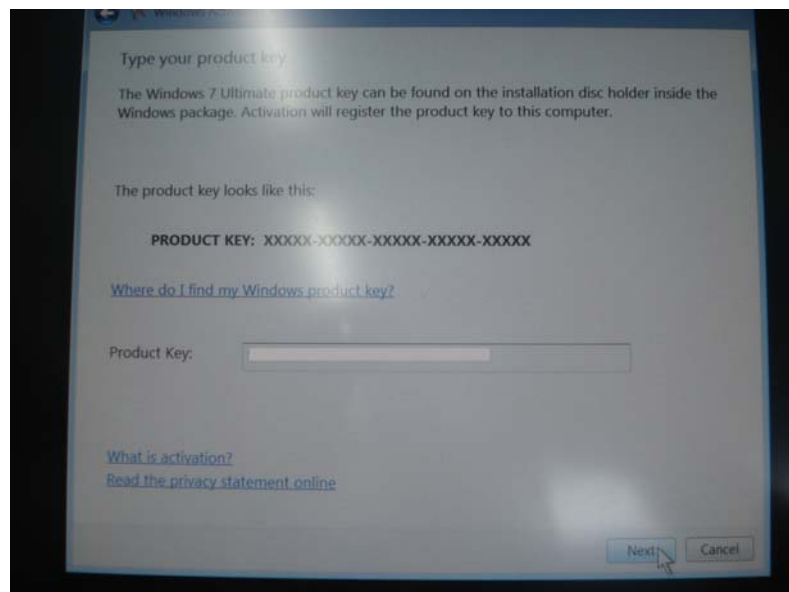 Windows Activation
Type your product key
The Windows 7 Ultimate product key can be found on the installation disc holder inside the
Windows package. Activation will register the product key to this computer.
The product key looks like this:
PRODUCT KEY: XXXXX-XXXXX-XXXXX-XXXXX-XXXXX
Where do I find my Windows product key?
Product Key:
What is activation?
Read the privacy statement online
Next Cancel